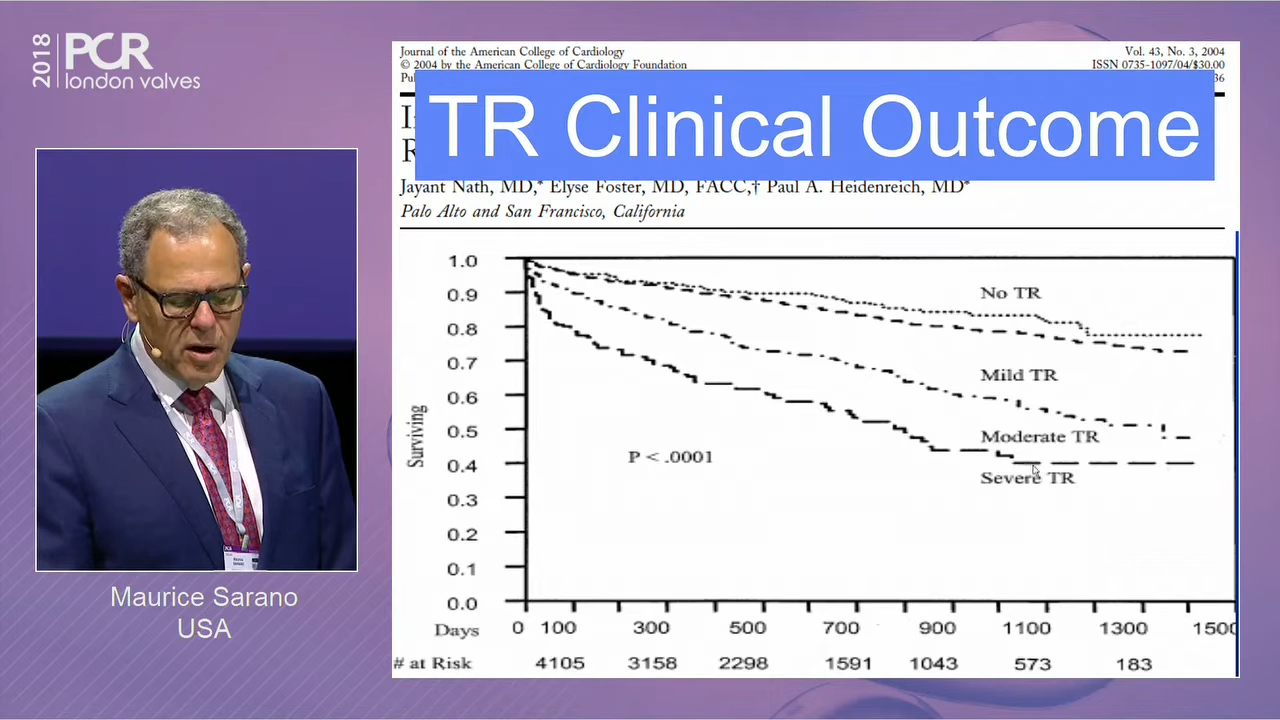 2018 PCR
london valves
Journal of the American College of Cardiology
Vol. 43, No. 3, 2004
© 2004 by the American College of Cardiology Foundation
ISSN 0735-1097/04/$30.00
36
TR Clinical Outcome
Jayant Nath, MD,* Elyse Foster, MD, FACC,† Paul A. Heidenreich, MD*
Palo Alto and San Francisco, California
1.0
0.9
No TR
0.8
0.7
Mild TR
0.6
0.5
Moderate TR
Surviving
P < .0001
0.4
Severe TR
0.3
0.2
0.1
0.0
Days 0 100 300 500 700 900 1100 1300 1500
# at Risk 4105 3158 2298 1591 1043 573 183
Maurice Sarano
USA